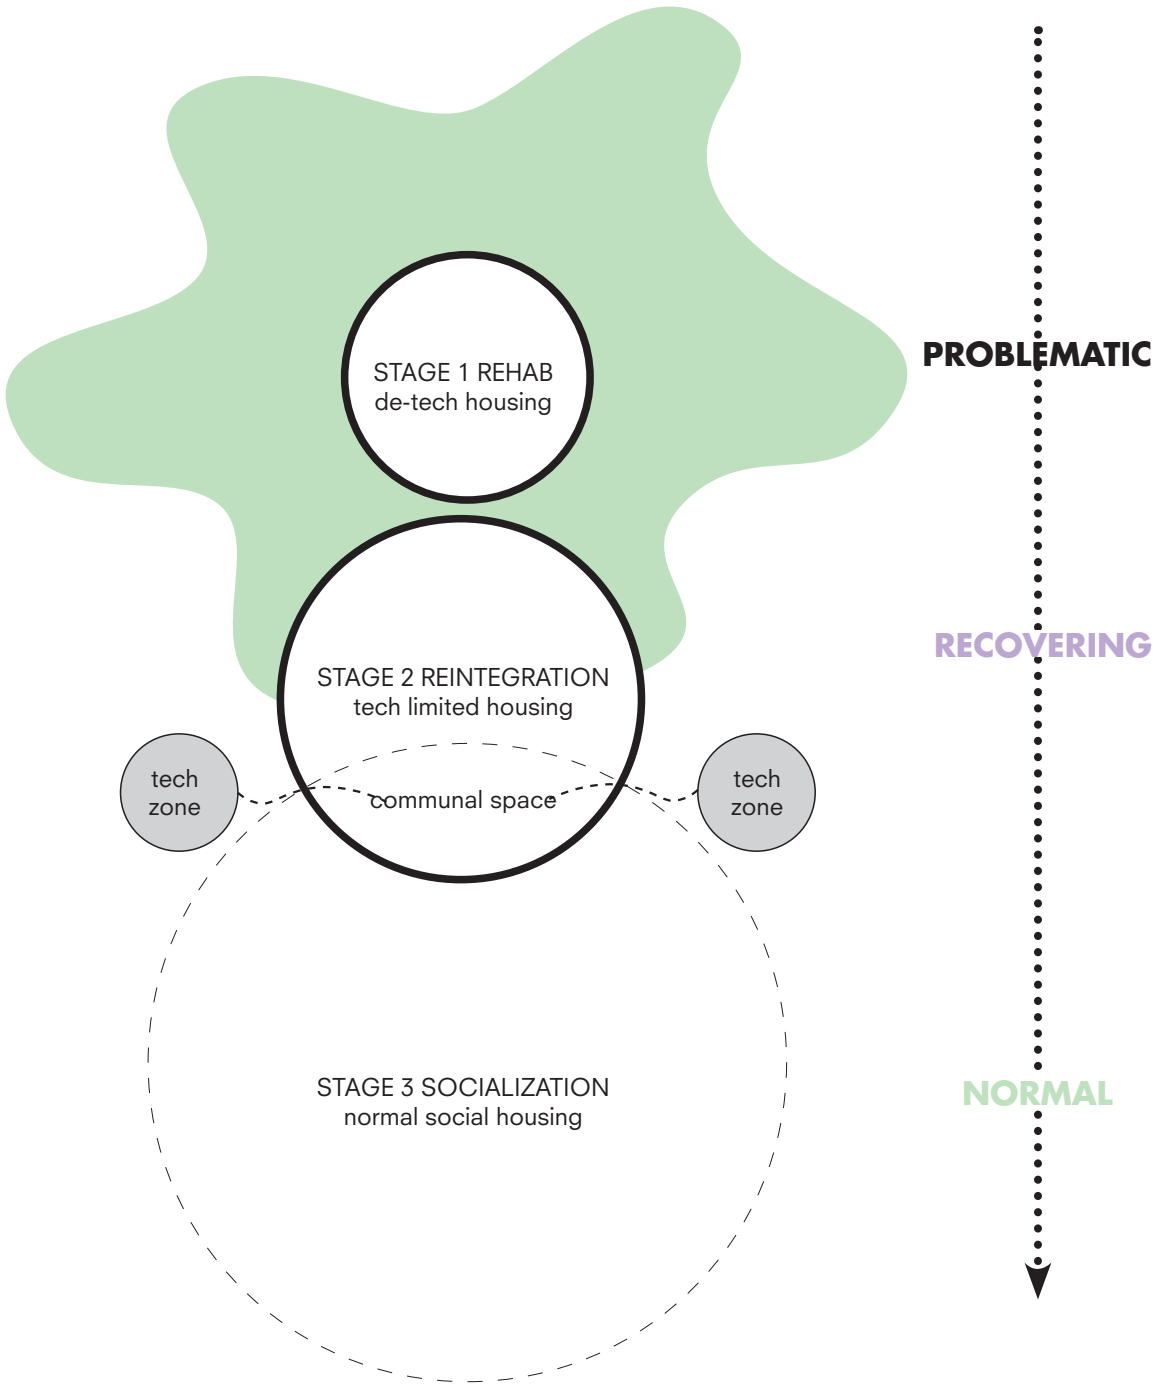 STAGE 1 REHAB
de-tech housing
PROBLEMATIC
RECOVERING
STAGE 2 REINTEGRATION
tech limited housing
tech
zone
communal space
tech
zone
STAGE 3 SOCIALIZATION
normal social housing
NORMAL